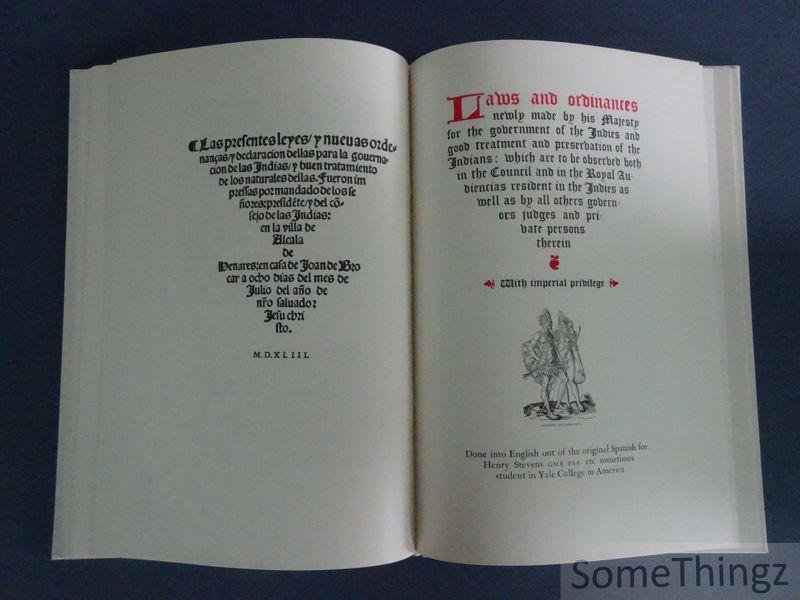 ¶Las presentes leyes/ y nuevas orde-
nanças/ y declaracion dellas para la governa-
cion de las Indias/ y buen tratamiento
de los naturales dellas. Fueron im
pressas por mandado de los se
ñores: presidẽte/ y del cõ-
sejo de las Indias:
en la villa de
Alcala
de
Henares: en casa de Joan de Bro
car a ocho dias del mes de
Julio del año de
nr̃o salvador
Jesu chri
sto.
M.D.XLIII.
Laws and ordinances
newly made by his Majesty
for the government of the Indies and
good treatment and preservation of the
Indians: which are to be observed both
in the Council and in the Royal Au-
diencias resident in the Indies as
well as by all others govern-
ors judges and pri-
vate persons
therein
With imperial privilege
Done into English out of the original Spanish for
Henry Stevens GMB FSA etc sometimes
student in Yale College in America
SomeThingz